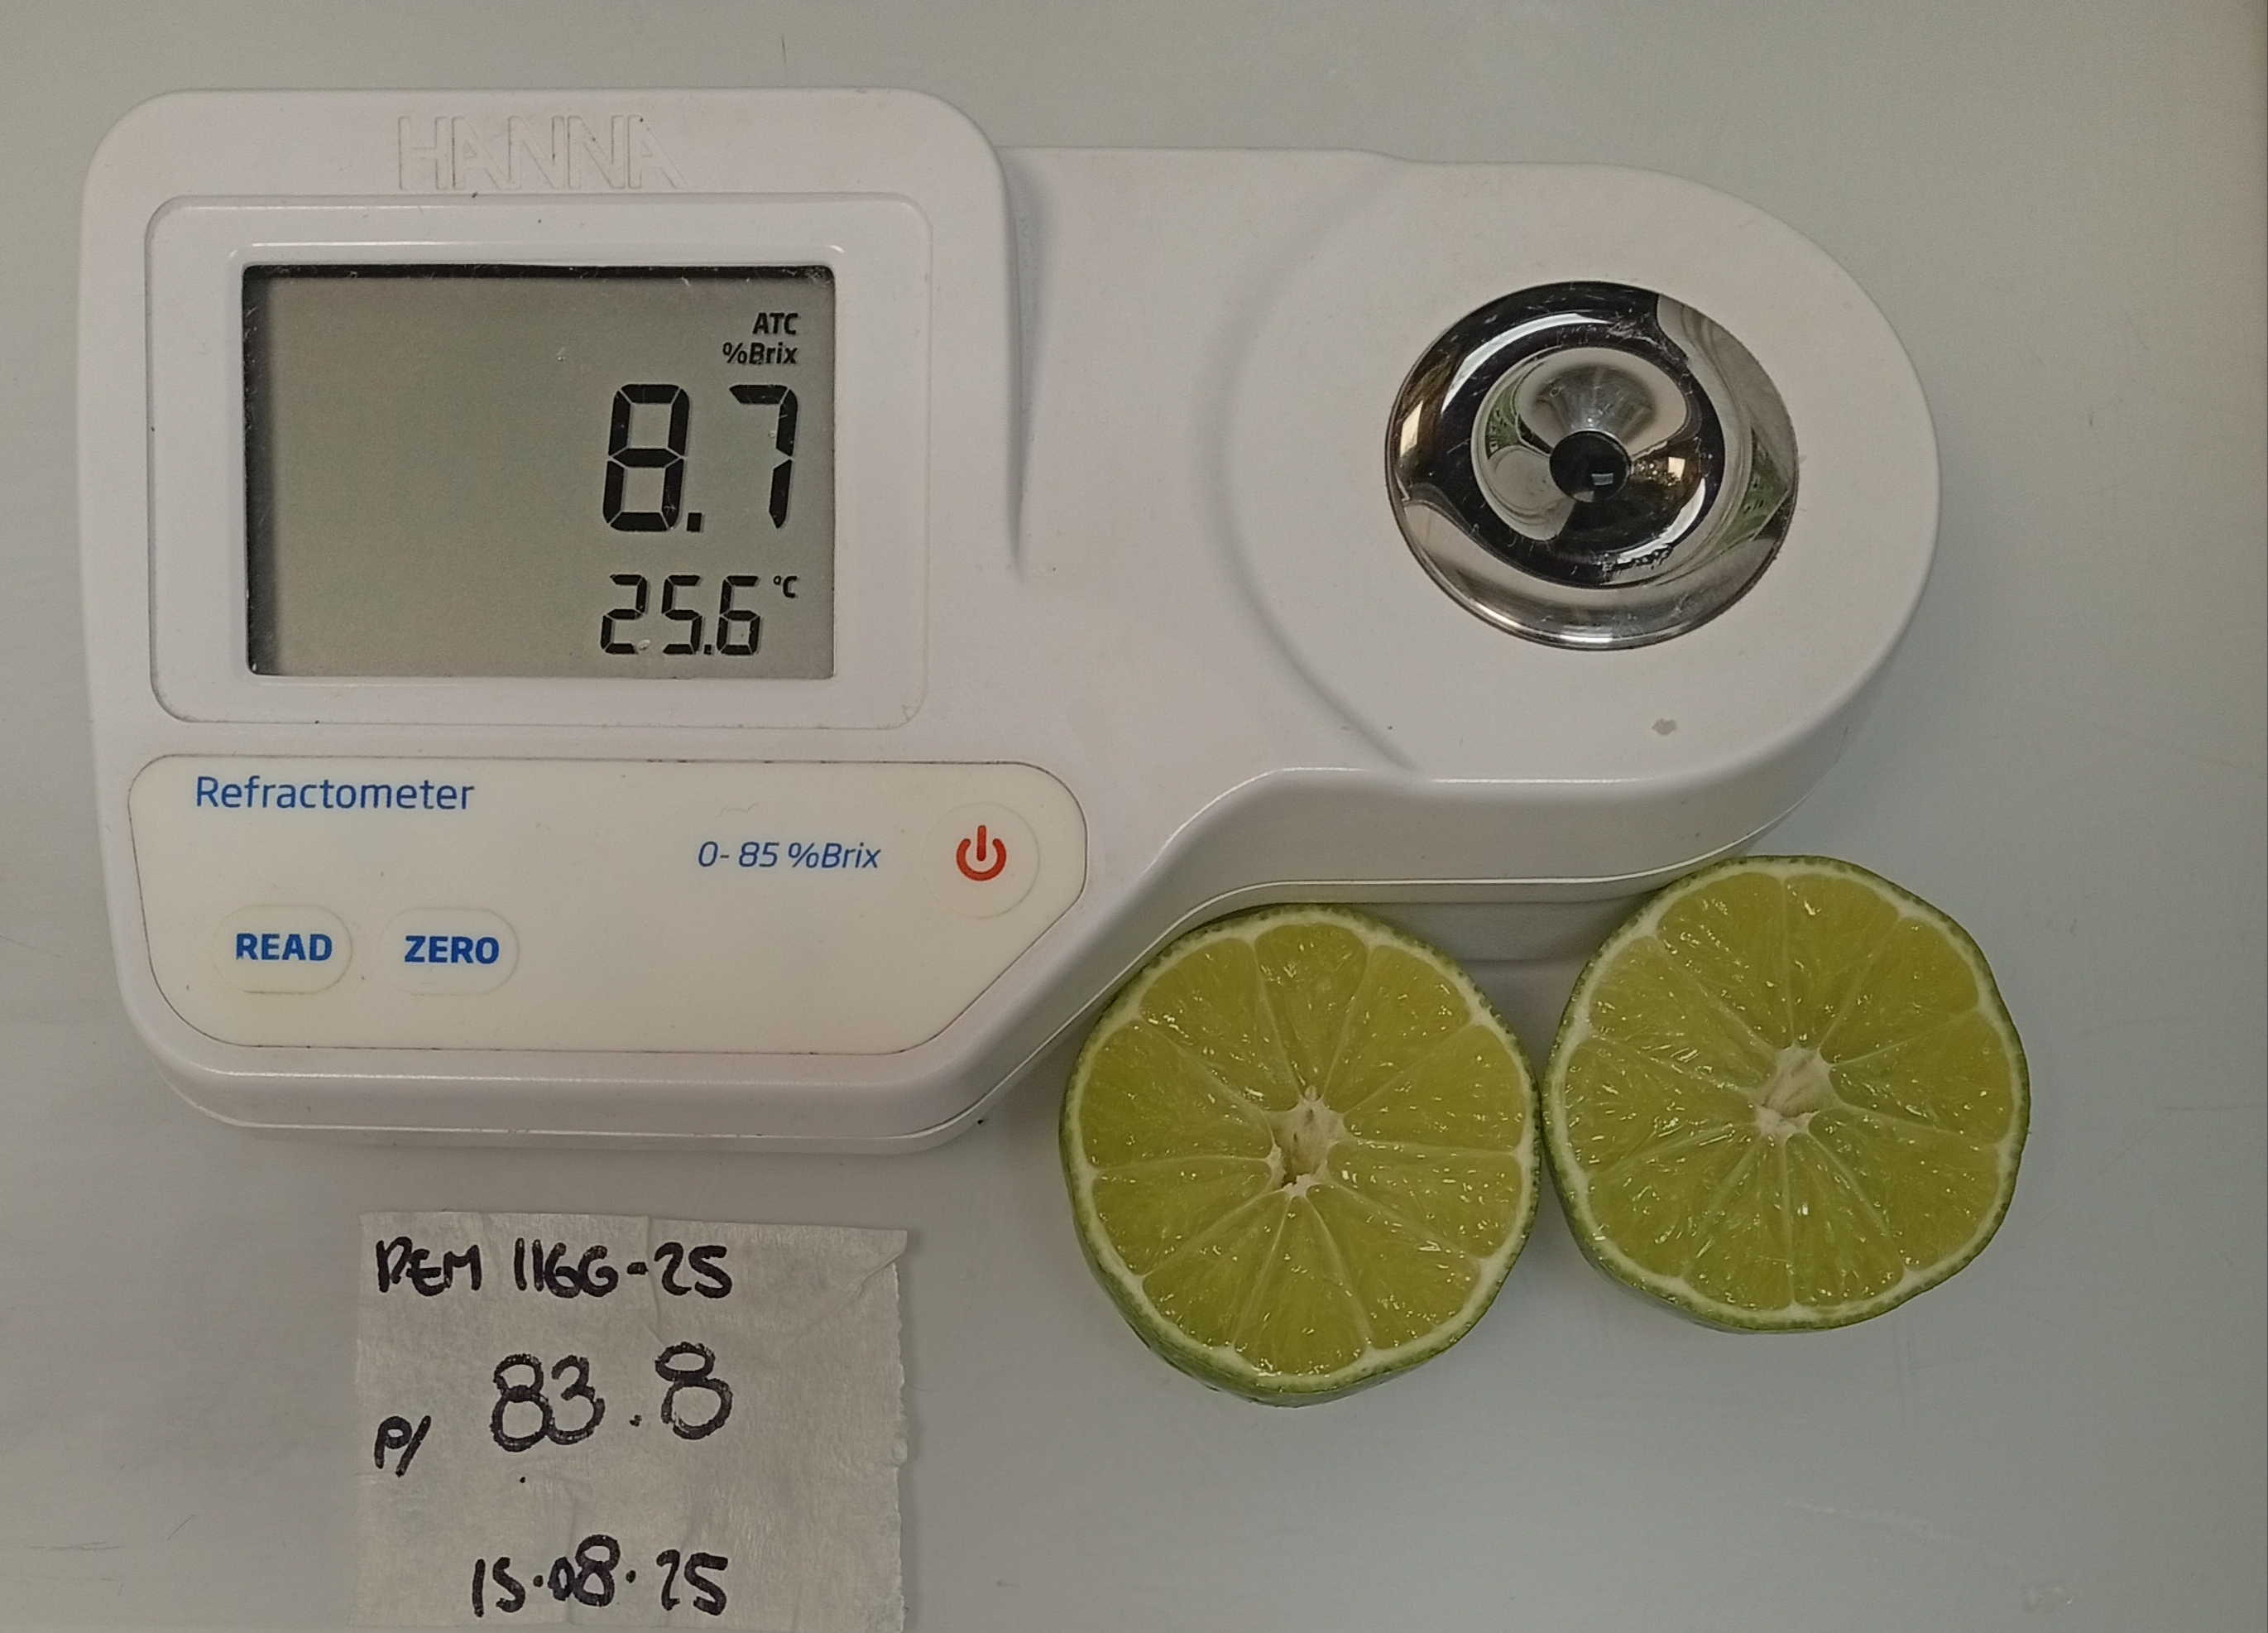 HANNA
ATC
%Brix
8.7
25.6 °C
Refractometer
0-85 %Brix
READ ZERO
REM 1166-25
P/ 83.8
15.08.25